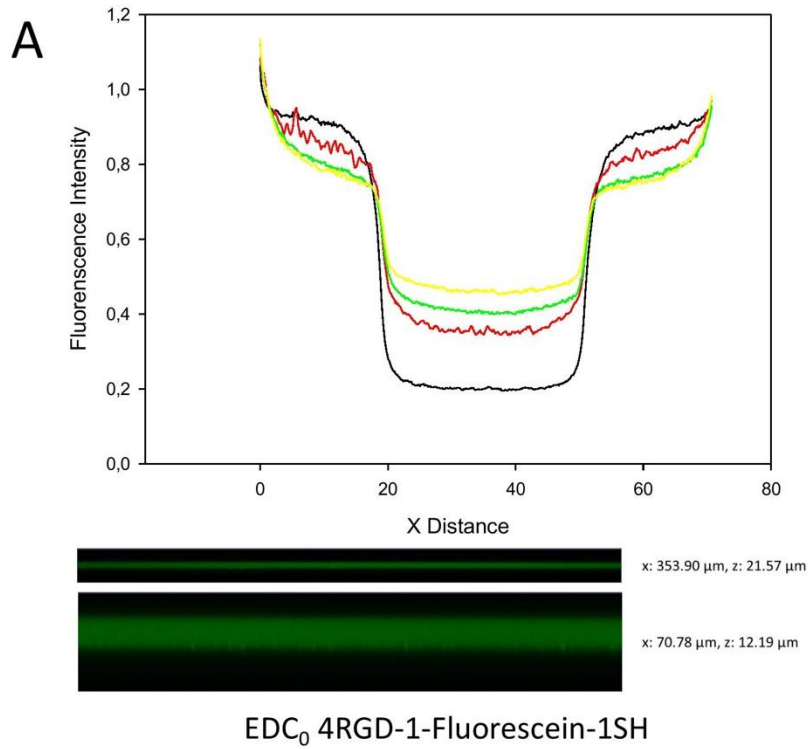 A
1,2
1,0
0,8
0,6
0,4
0,2
0,0
Fluorenscence Intensity
0 20 40 60 80
X Distance
x: 353.90 µm, z: 21.57 µm
x: 70.78 µm, z: 12.19 µm
EDC₀ 4RGD-1-Fluorescein-1SH